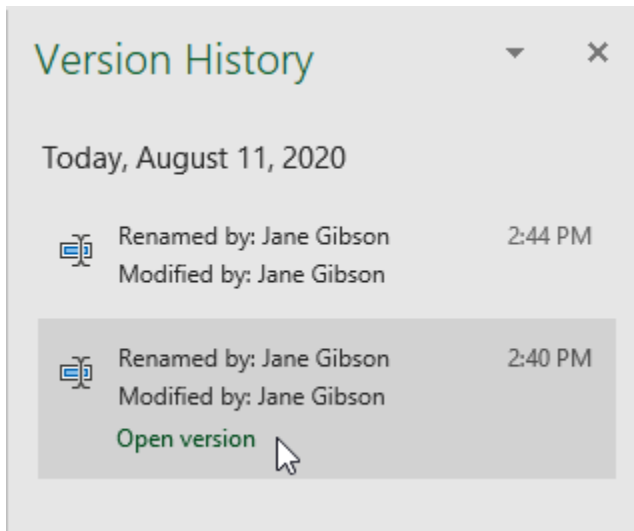 Version History
Today, August 11, 2020
Renamed by: Jane Gibson 2:44 PM
Modified by: Jane Gibson
Renamed by: Jane Gibson 2:40 PM
Modified by: Jane Gibson
Open version